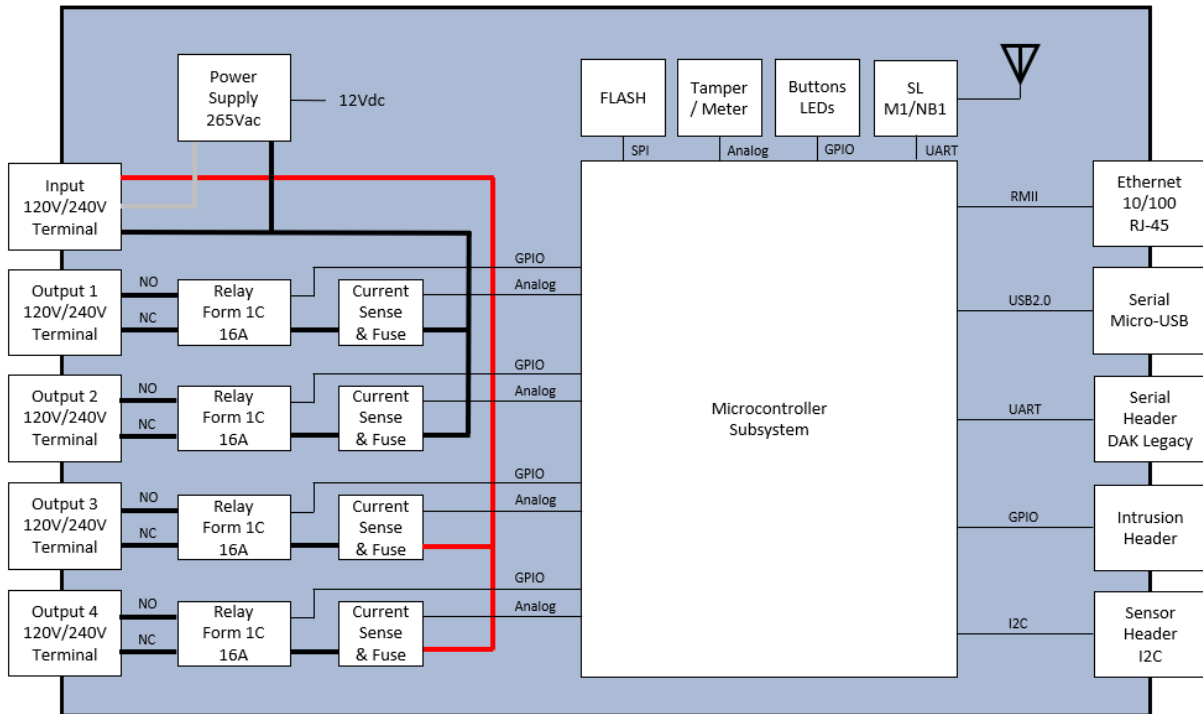 Power
Supply
265Vac
12Vdc
FLASH
Tamper
/ Meter
Buttons
LEDs
SL
M1/NB1
SPI
Analog
GPIO
UART
Input
120V/240V
Terminal
Output 1
120V/240V
Terminal
NO
NC
Relay
Form 1C
16A
Current
Sense
& Fuse
GPIO
Analog
Output 2
120V/240V
Terminal
NO
NC
Relay
Form 1C
16A
Current
Sense
& Fuse
GPIO
Analog
Output 3
120V/240V
Terminal
NO
NC
Relay
Form 1C
16A
Current
Sense
& Fuse
GPIO
Analog
Output 4
120V/240V
Terminal
NO
NC
Relay
Form 1C
16A
Current
Sense
& Fuse
GPIO
Analog
Microcontroller
Subsystem
RMII
Ethernet
10/100
RJ-45
USB2.0
Serial
Micro-USB
UART
Serial
Header
DAK Legacy
GPIO
Intrusion
Header
I2C
Sensor
Header
I2C